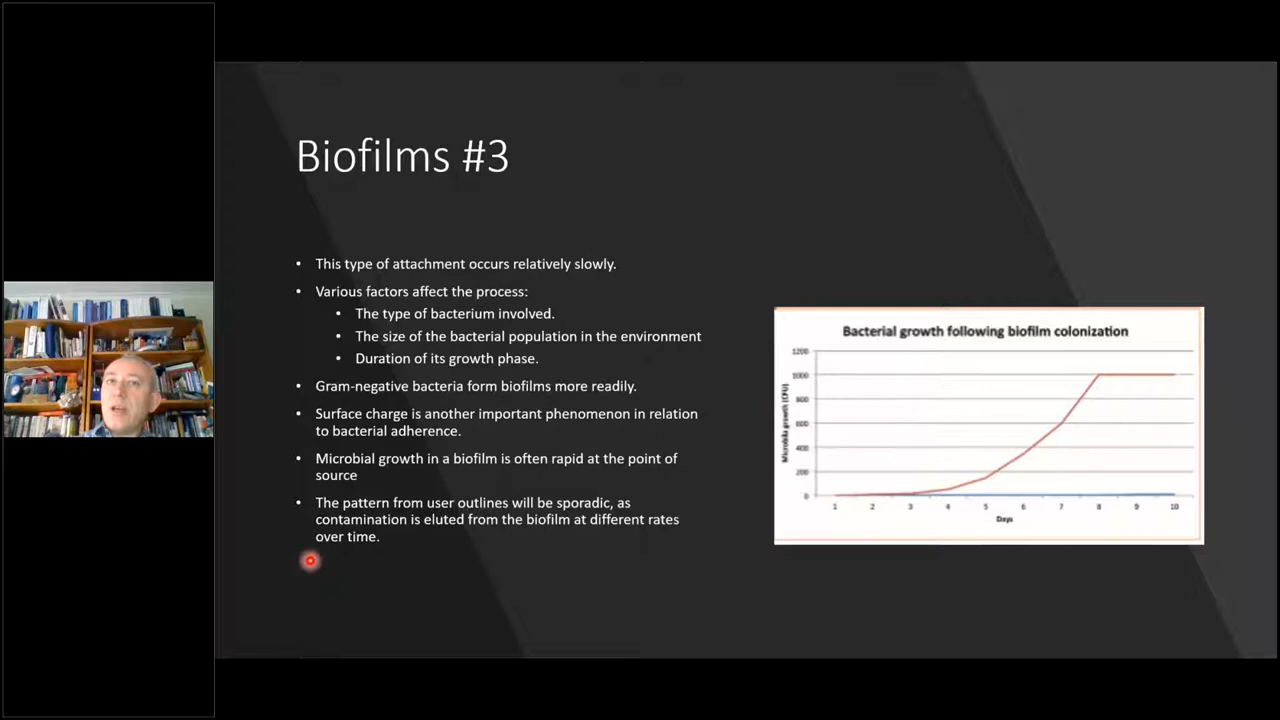 Biofilms #3
• This type of attachment occurs relatively slowly.
• Various factors affect the process:
• The type of bacterium involved.
• The size of the bacterial population in the environment
• Duration of its growth phase.
• Gram-negative bacteria form biofilms more readily.
• Surface charge is another important phenomenon in relation
to bacterial adherence.
• Microbial growth in a biofilm is often rapid at the point of
source
• The pattern from user outlines will be sporadic, as
contamination is eluted from the biofilm at different rates
over time.
Bacterial growth following biofilm colonization
Microbila growth (CFU)
1200
1000
800
600
400
200
0
1 2 3 4 5 6 7 8 9 10
Days